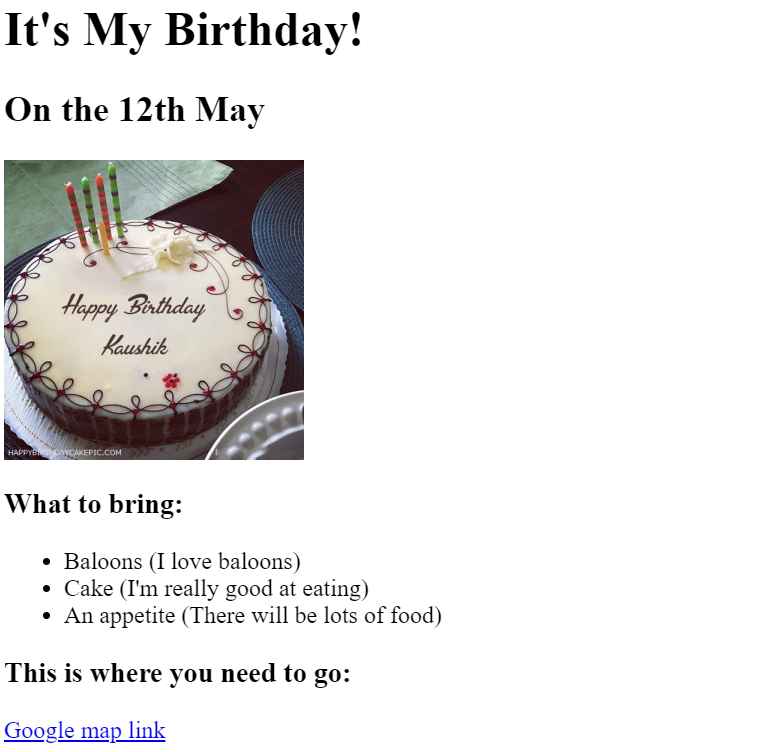 It's My Birthday!
On the 12th May
Happy Birthday
Kaushik
HAPPYBIRTHDAYCAKEPIC.COM
What to bring:
Baloons (I love baloons)
Cake (I'm really good at eating)
An appetite (There will be lots of food)
This is where you need to go:
Google map link